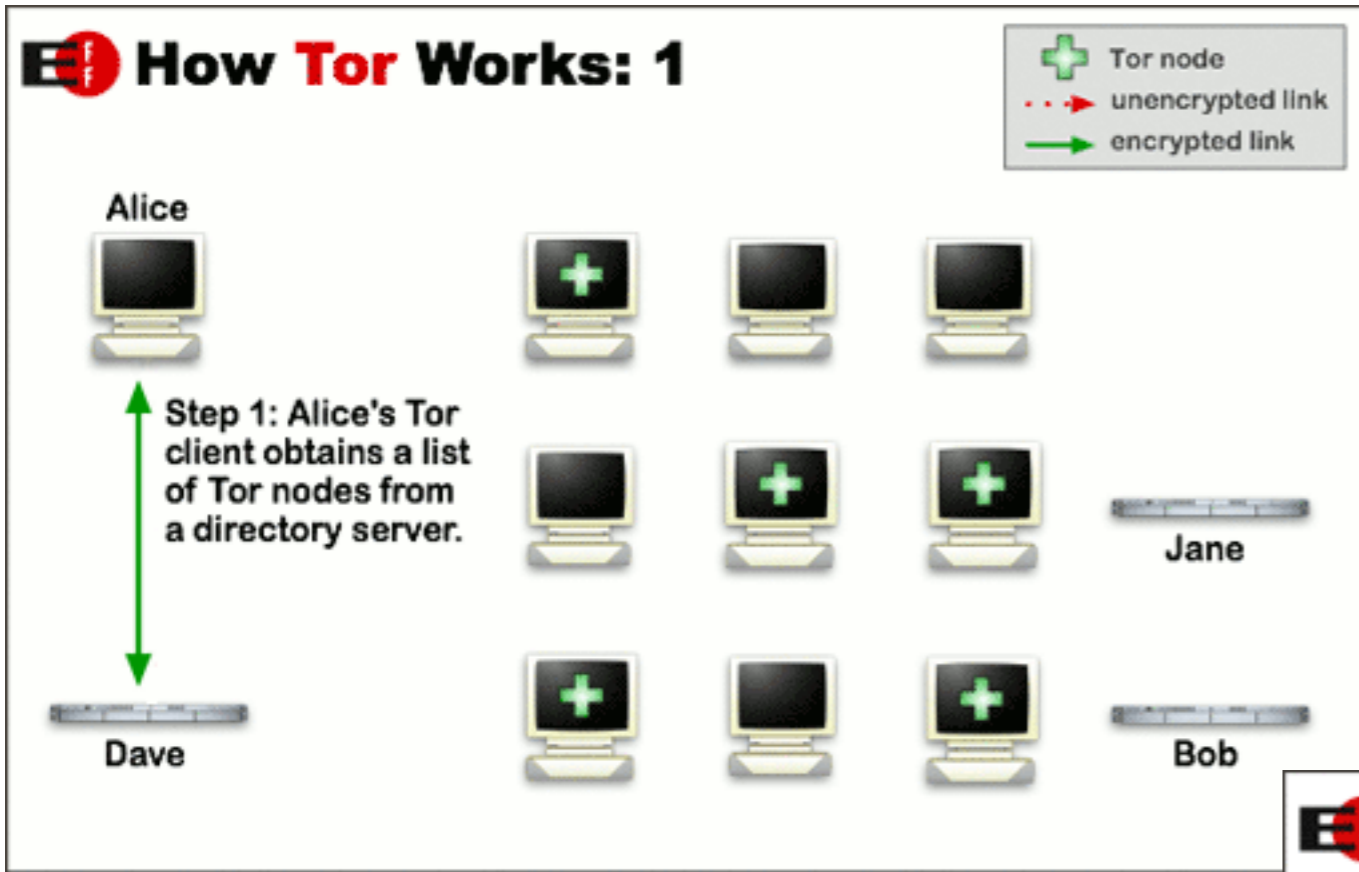 EFF How Tor Works: 1
Tor node
unencrypted link
encrypted link
Alice
Step 1: Alice's Tor
client obtains a list
of Tor nodes from
a directory server.
Jane
Dave
Bob
E